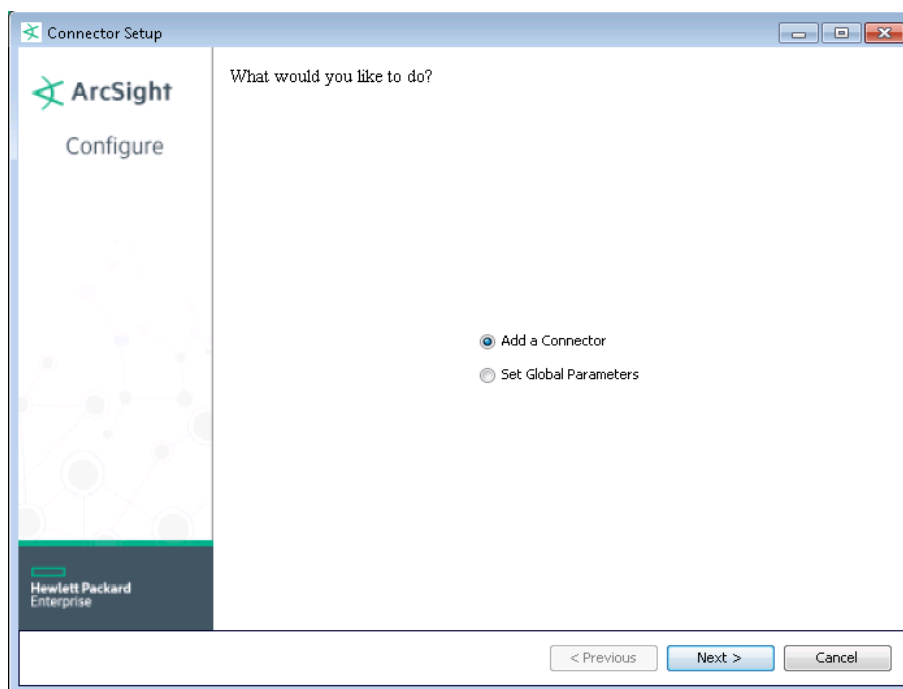 Connector Setup
ArcSight
Configure
What would you like to do?
Add a Connector
Set Global Parameters
Hewlett Packard
Enterprise
< Previous
Next >
Cancel